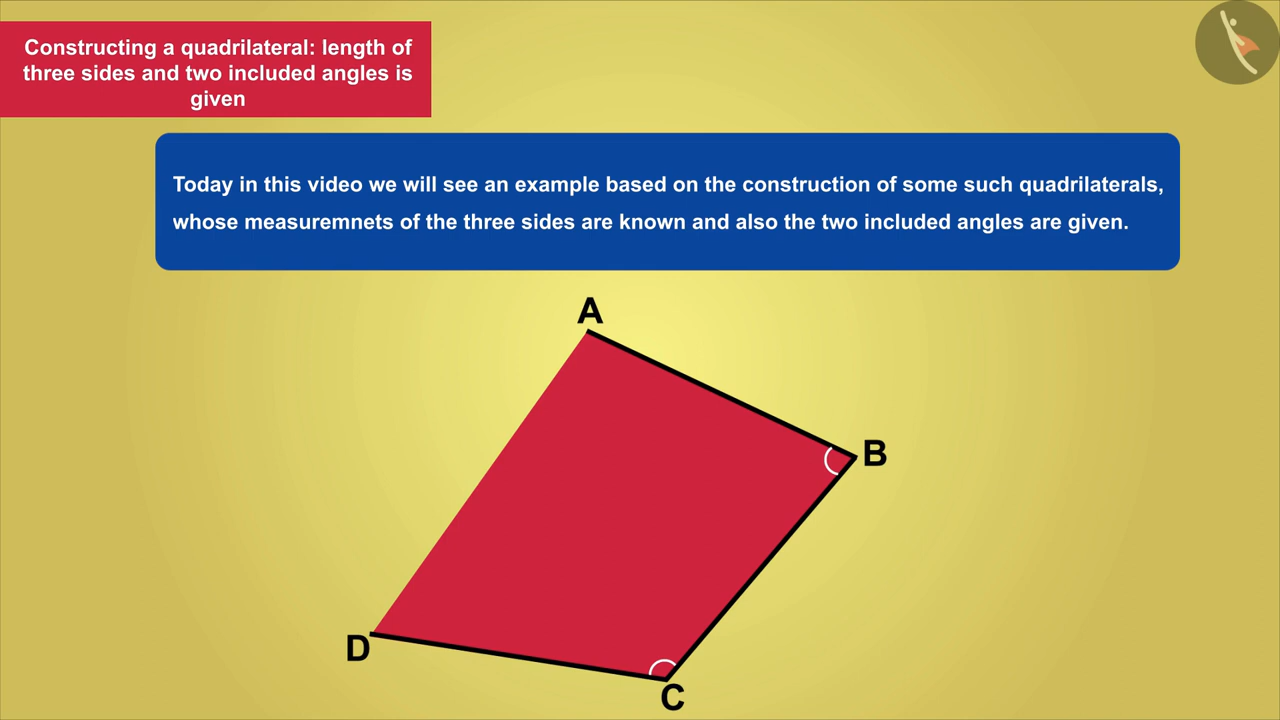 Constructing a quadrilateral: length of
three sides and two included angles is
given
Today in this video we will see an example based on the construction of some such quadrilaterals,
whose measuremnets of the three sides are known and also the two included angles are given.
A
B
D
C